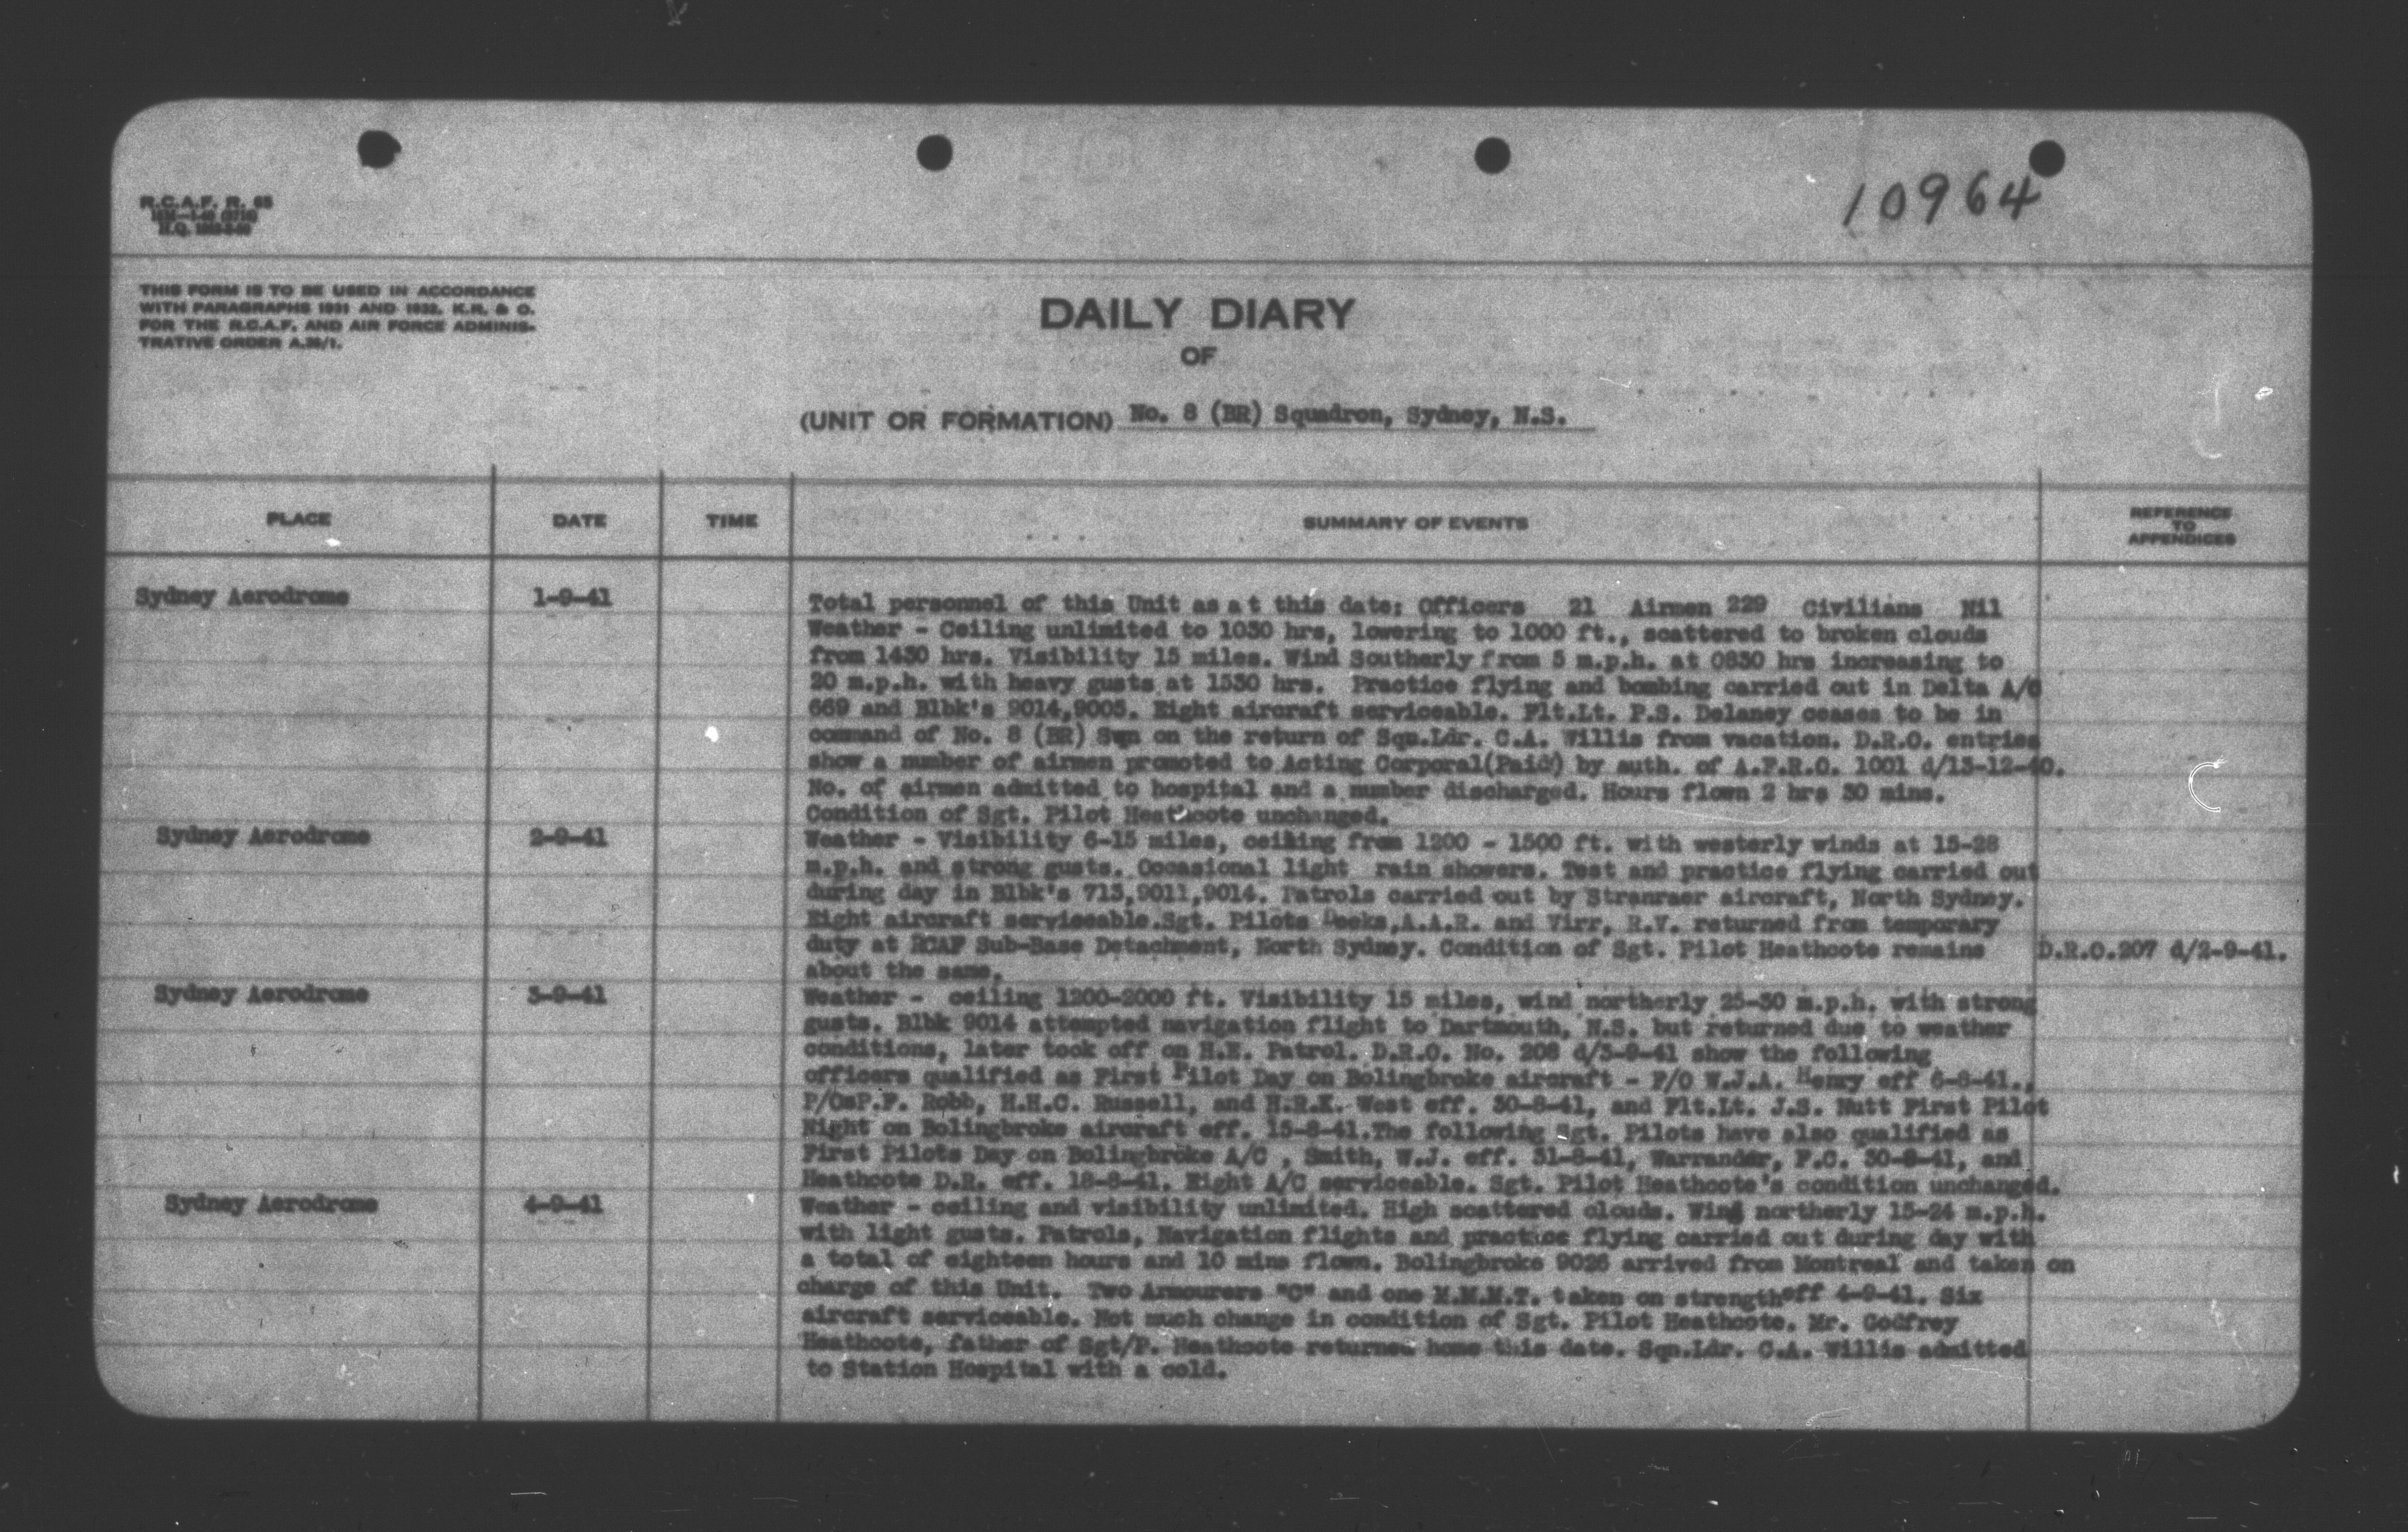 10964
R.C.A.F. R. 65
THIS FORM IS TO BE USED IN ACCORDANCE
WITH PARAGRAPHS 1931 AND 1932, K.R. & O.
FOR THE R.C.A.F. AND AIR FORCE ADMINIS-
TRATIVE ORDER A.
DAILY DIARY
OF
(UNIT OR FORMATION) No. 8 (BR) Squadron, Sydney, N.S.
PLACE DATE TIME SUMMARY OF EVENTS REFERENCE TO APPENDICES
Sydney Aerodrome 1-9-41 Total personnel of this Unit as at this date: Officers 21 Airmen 229 Civilians Nil
Weather - Ceiling unlimited to 1030 hrs, lowering to 1000 ft., scattered to broken clouds
from 1430 hrs. Visibility 15 miles. Wind Southerly from 5 m.p.h. at 0830 hrs increasing to
20 m.p.h. with heavy gusts at 1530 hrs. Practice flying and bombing carried out in Delta A/C
669 and Blbk's 9014,9005. Eight aircraft serviceable. Flt.Lt. P.S. Delaney ceases to be in
command of No. 8 (BR) Sqn on the return of Sqn.Ldr. C.A. Willis from vacation. D.R.O. entries
show a number of airmen promoted to Acting Corporal(Paid) by auth. of A.F.R.O. 1001 d/13-12-40.
No. of airmen admitted to hospital and a number discharged. Hours flown 2 hrs 30 mins.
Condition of Sgt. Pilot Heathcote unchanged.
Sydney Aerodrome 2-9-41 Weather - Visibility 6-15 miles, ceiking from 1200 - 1500 ft. with westerly winds at 15-28
m.p.h. and strong gusts. Occasional light rain showers. Test and practice flying carried out
during day in Blbk's 713,9011,9014. Patrols carried out by Stranraer aircraft, North Sydney.
Eight aircraft serviceable.Sgt. Pilots Deeks,A.A.R. and Virr, R.V. returned from temporary
duty at RCAF Sub-Base Detachment, North Sydney. Condition of Sgt. Pilot Heathcote remains D.R.O.207 d/2-9-41.
about the same.
Sydney Aerodrome 3-9-41 Weather - ceiling 1200-2000 ft. Visibility 15 miles, wind northerly 25-30 m.p.h. with strong
gusts. Blbk 9014 attempted navigation flight to Dartmouth, N.S. but returned due to weather
conditions, later took off on H.E. Patrol. D.R.O. No. 208 d/3-9-41 show the following
officers qualified as First Pilot Day on Bolingbroke aircraft - F/O W.J.A. Henry eff 6-8-41.,
P/OsP.F. Robb, H.H.C. Russell, and H.R.K. West eff. 30-8-41, and Flt.Lt. J.S. Nutt First Pilot
Night on Bolingbroke aircraft eff. 15-8-41.The following Sgt. Pilots have also qualified as
First Pilots Day on Bolingbroke A/C , Smith, W.J. eff. 31-8-41, Warrander, F.C. 30-8-41, and
Heathcote D.R. eff. 18-8-41. Eight A/C serviceable. Sgt. Pilot Heathcote's condition unchanged.
Sydney Aerodrome 4-9-41 Weather - ceiling and visibility unlimited. High scattered clouds. Wind northerly 15-24 m.p.h.
with light gusts. Patrols, Navigation flights and practice flying carried out during day with
a total of eighteen hours and 10 mins flown. Bolingbroke 9026 arrived from Montreal and taken on
charge of this Unit. Two Armourers "C" and one M.M.M.T. taken on strengtheff 4-9-41. Six
aircraft serviceable. Not much change in condition of Sgt. Pilot Heathcote. Mr. Godfrey
Heathcote, father of Sgt/P. Heathcote returned home this date. Sqn.Ldr. C.A. Willis admitted
to Station Hospital with a cold.